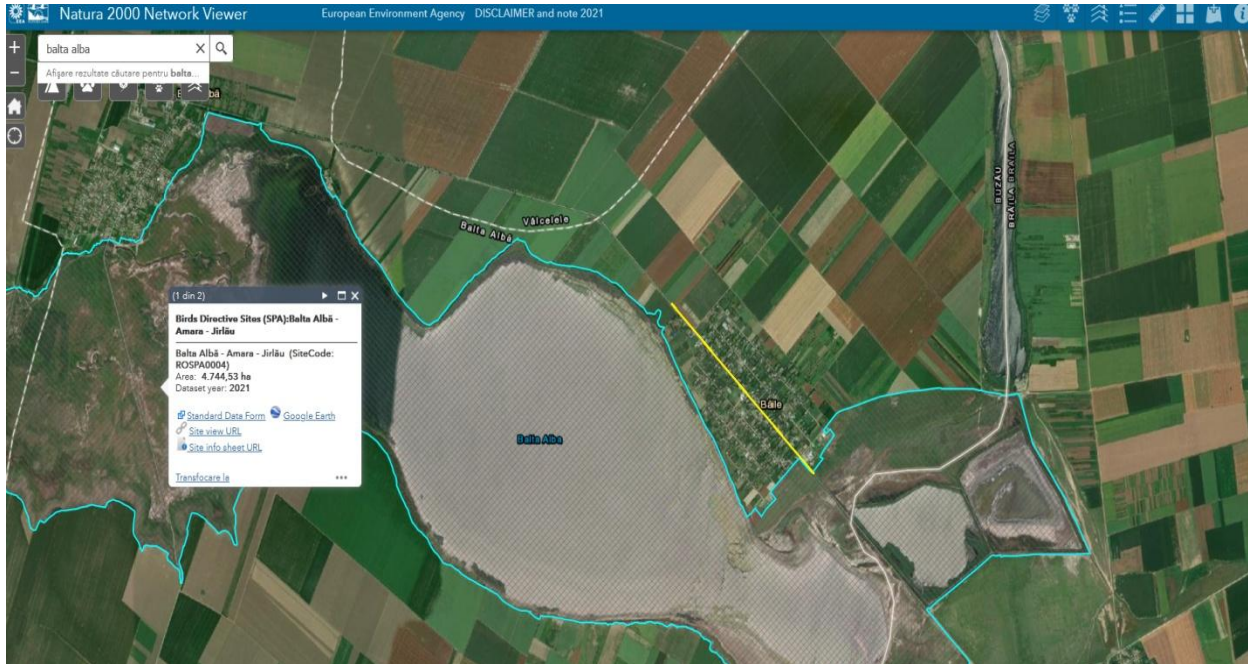 Natura 2000 Network Viewer
European Environment Agency DISCLAIMER and note 2021
+
balta alba
Afișare rezultate căutare pentru balta...
−
BUZĂU
BRĂILA BRAILA
Vâlcelele
Balta Albă
(1 din 2)
Birds Directive Sites (SPA):Balta Albă -
Amara - Jirlău
Balta Albă - Amara - Jirlău (SiteCode:
ROSPA0004)
Area: 4.744,53 ha
Dataset year: 2021
Standard Data Form Google Earth
Site view URL
Site info sheet URL
Transfocare la
Băile
Balta Alba